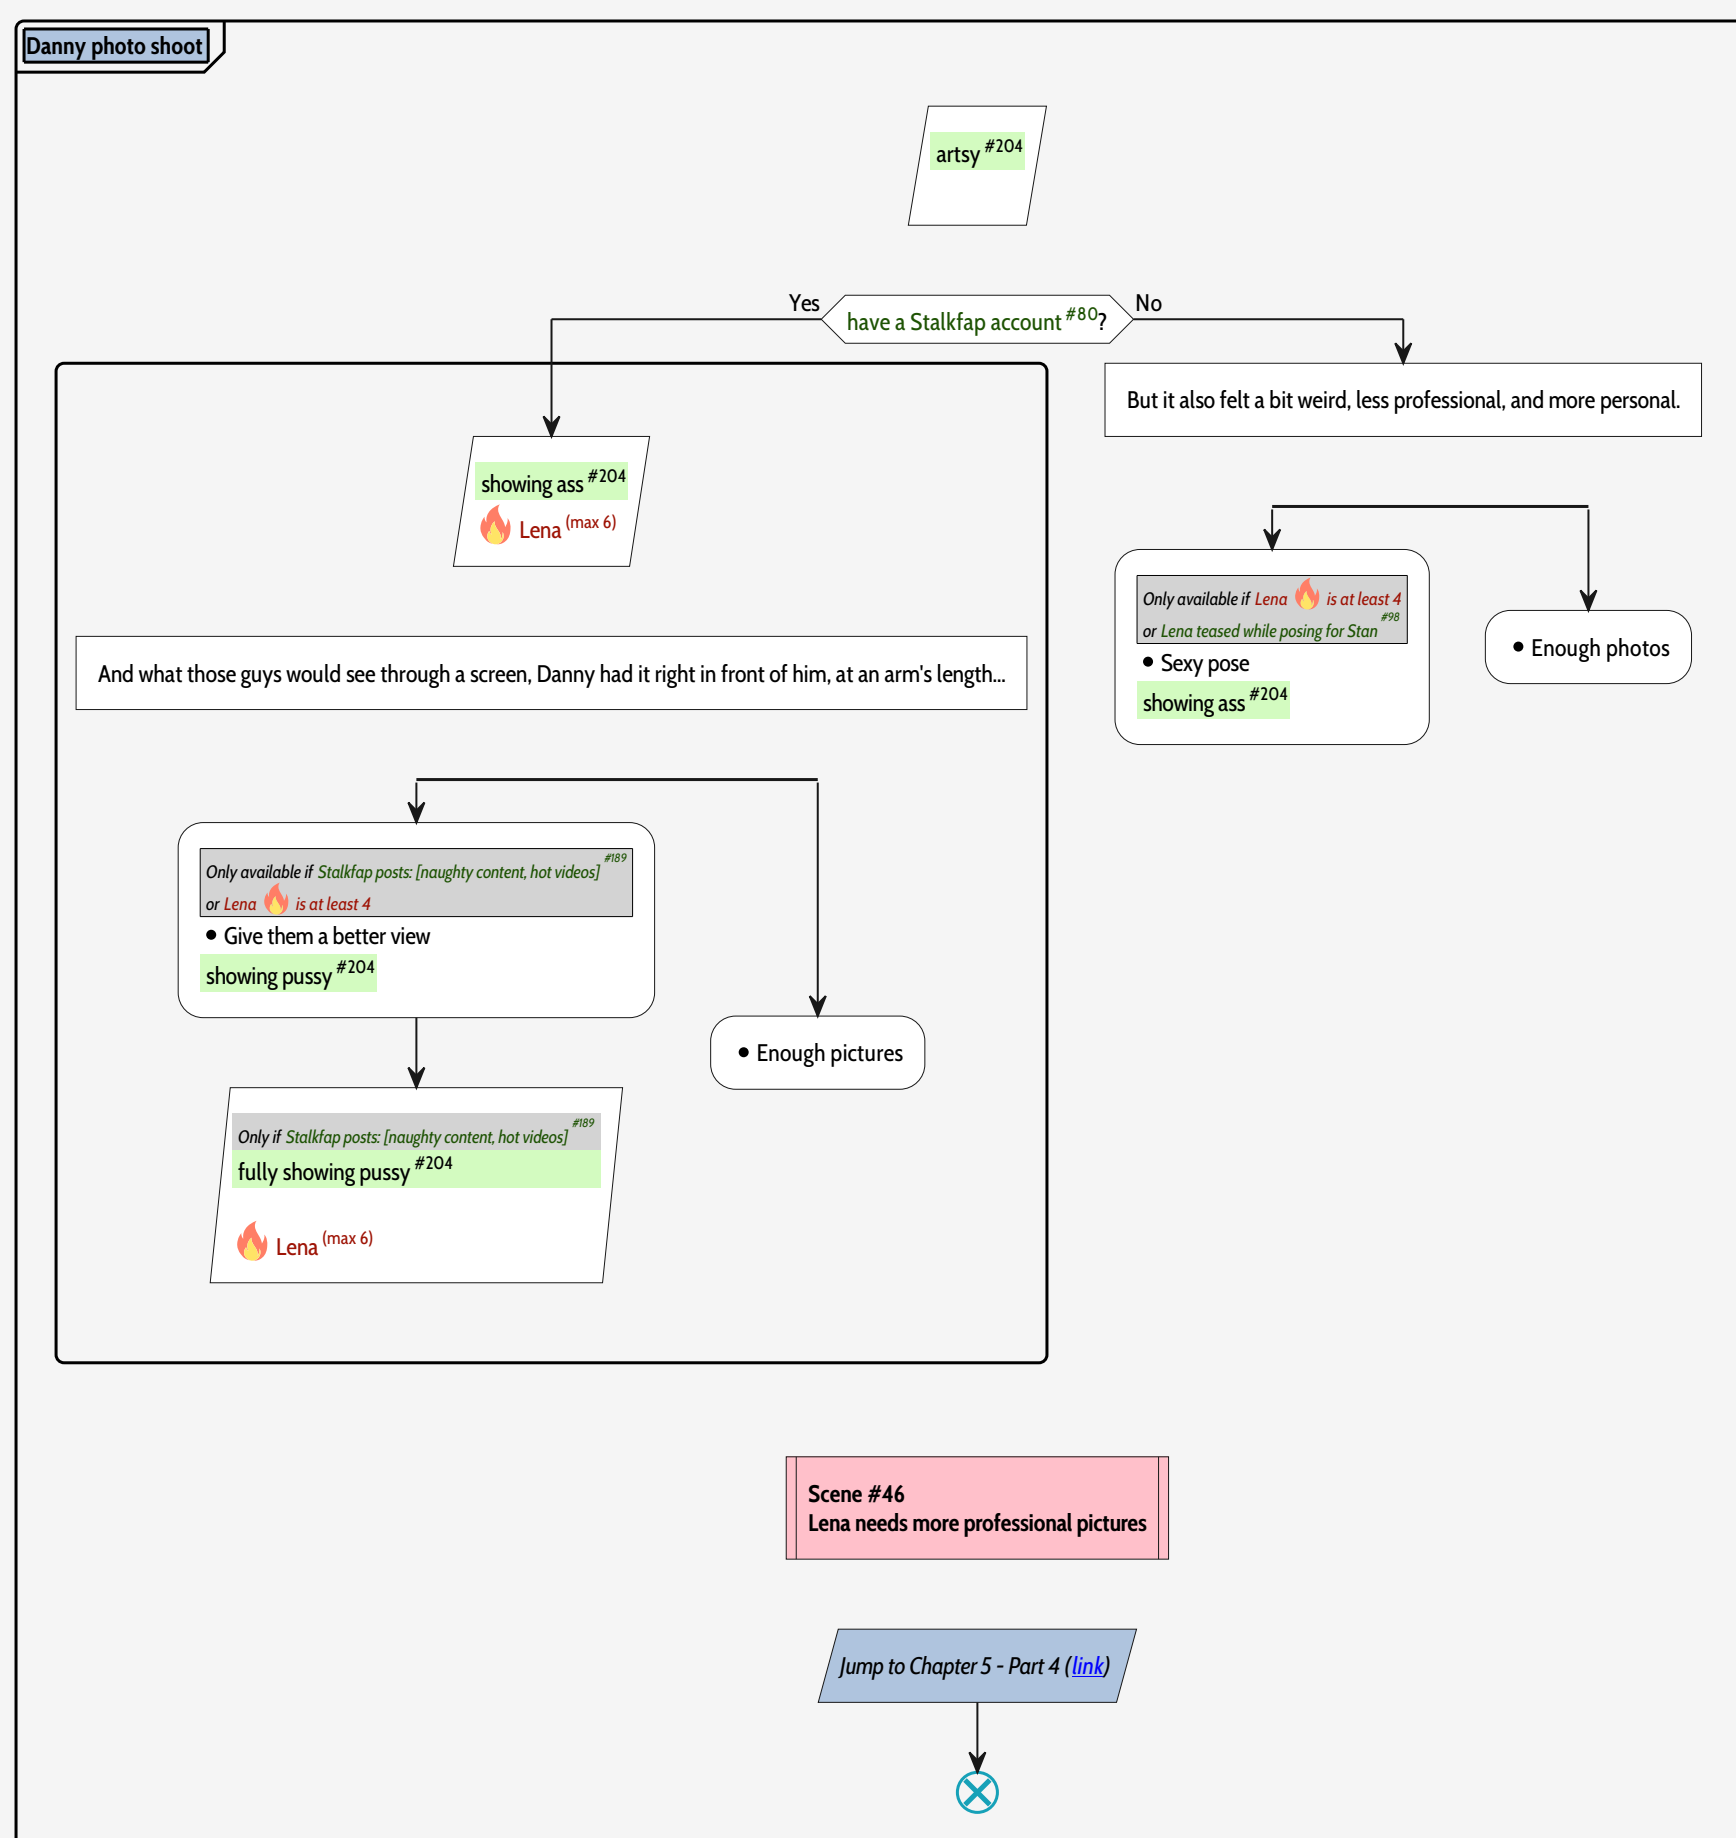 Danny photo shoot
artsy #204
Yes
have a Stalkfap account #80?
No
But it also felt a bit weird, less professional, and more personal.
showing ass #204
Lena (max 6)
And what those guys would see through a screen, Danny had it right in front of him, at an arm's length...
Only available if Lena is at least 4
or Lena teased while posing for Stan #98
• Sexy pose
showing ass #204
• Enough photos
Only available if Stalkfap posts: [naughty content, hot videos] #189
or Lena is at least 4
• Give them a better view
showing pussy #204
• Enough pictures
Only if Stalkfap posts: [naughty content, hot videos] #189
fully showing pussy #204
Lena (max 6)
Scene #46
Lena needs more professional pictures
Jump to Chapter 5 - Part 4 (link)